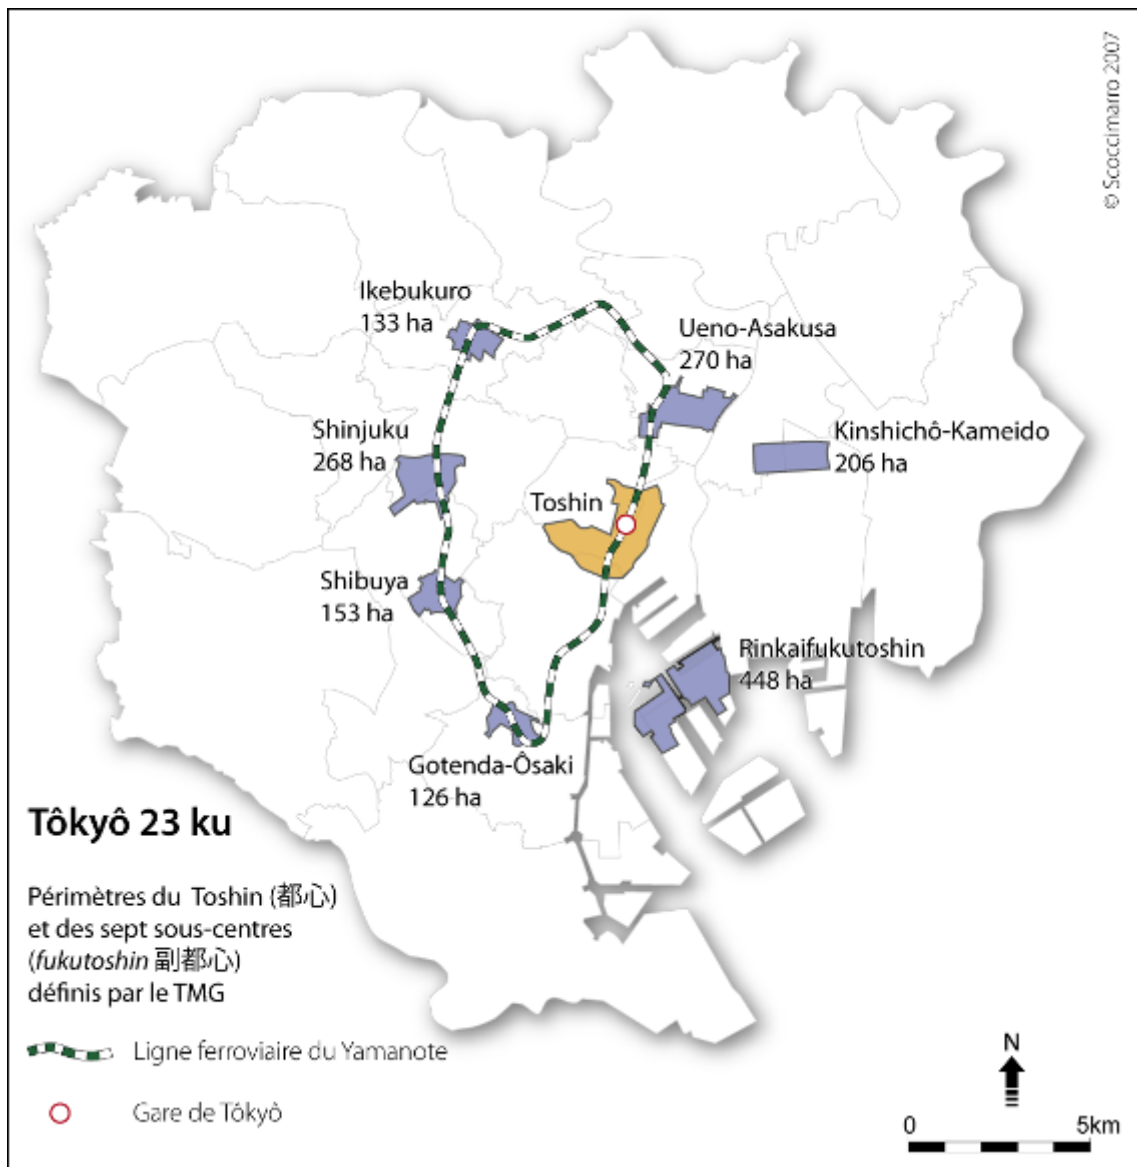 © Scoccimarro 2007
Ikebukuro
133 ha
Ueno-Asakusa
270 ha
Shinjuku
268 ha
Kinshichô-Kameido
206 ha
Toshin
Shibuya
153 ha
Rinkaifukutoshin
448 ha
Gotenda-Ôsaki
126 ha
Tôkyô 23 ku
Périmètres du Toshin (都心)
et des sept sous-centres
(fukutoshin 副都心)
définis par le TMG
Ligne ferroviaire du Yamanote
Gare de Tôkyô
N
0 5km